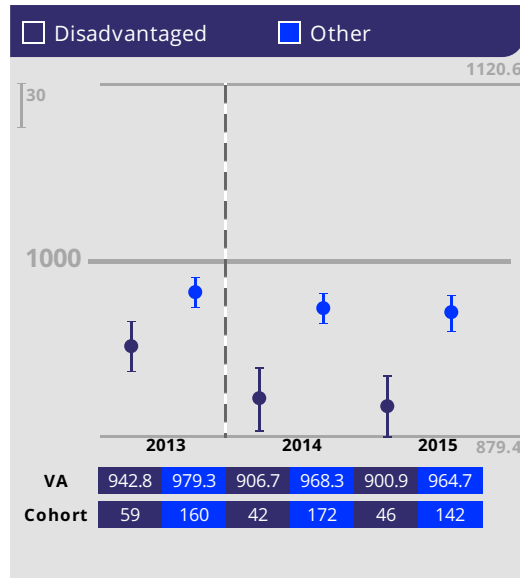 Disadvantaged Other
1120.6
30
1000
2013 2014 2015 879.4
VA 942.8 979.3 906.7 968.3 900.9 964.7
Cohort 59 160 42 172 46 142